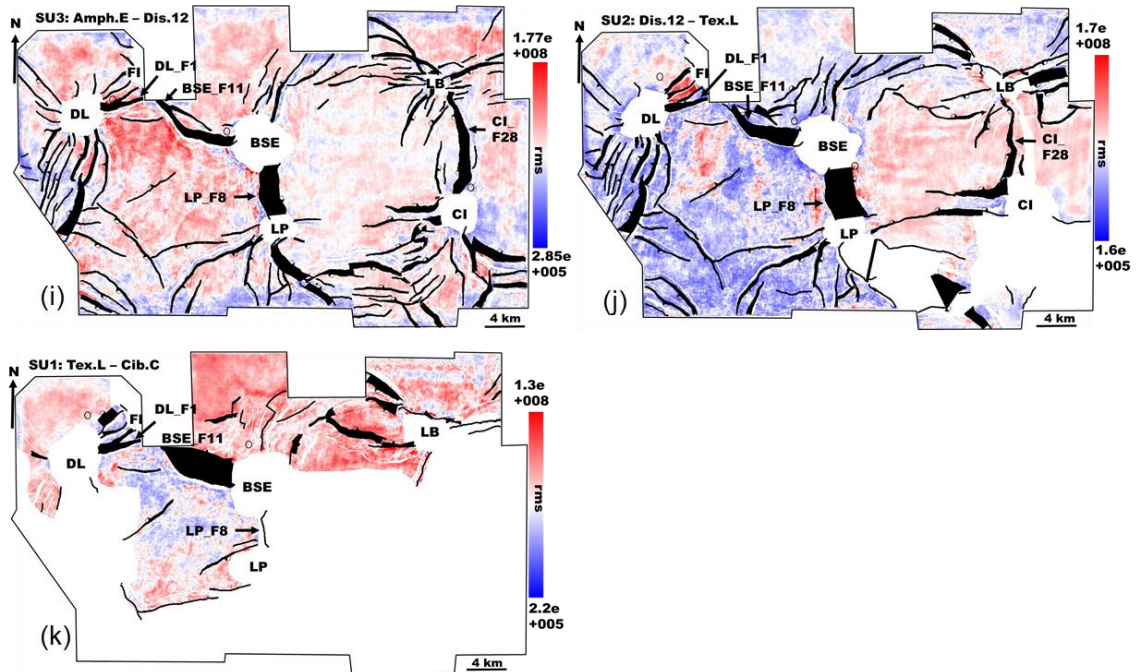 SU3: Amph.E – Dis.12
N
DL_F1
FI
BSE_F11
DL
LB
BSE
CI_
F28
LP_F8
LP
CI
(i)
4 km
1.77e
+008
rms
2.85e
+005
SU2: Dis.12 – Tex.L
N
DL_F1
FI
BSE_F11
DL
LB
BSE
CI_
F28
LP_F8
CI
LP
(j)
4 km
1.7e
+008
rms
1.6e
+005
SU1: Tex.L – Cib.C
N
DL_F1
FI
BSE_F11
LB
DL
BSE
LP_F8
LP
(k)
4 km
1.3e
+008
rms
2.2e
+005